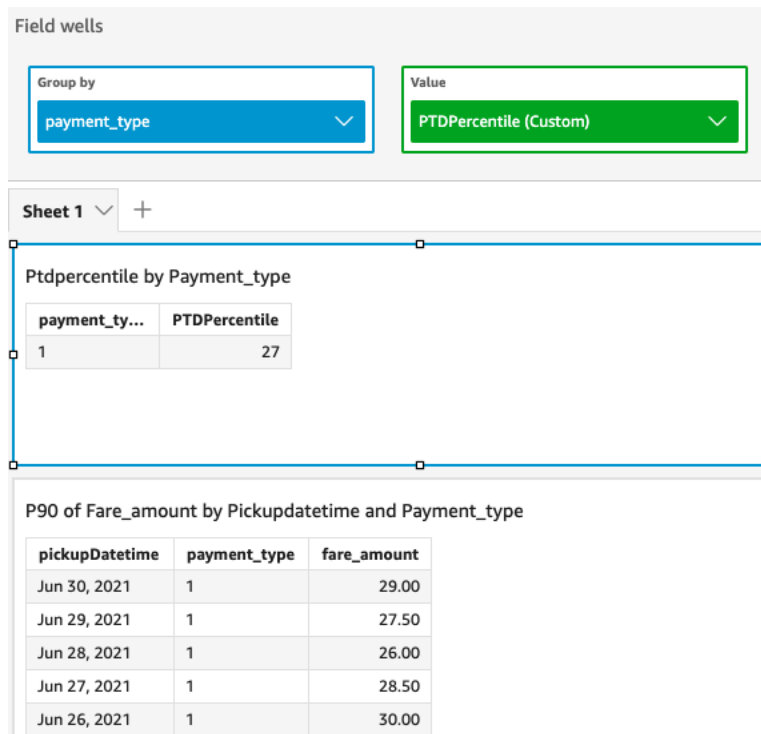 Field wells
Group by
Value
payment_type
PTDPercentile (Custom)
Sheet 1
Ptdpercentile by Payment_type
payment_ty... PTDPercentile
1 27
P90 of Fare_amount by Pickupdatetime and Payment_type
pickupDatetime payment_type fare_amount
Jun 30, 2021 1 29.00
Jun 29, 2021 1 27.50
Jun 28, 2021 1 26.00
Jun 27, 2021 1 28.50
Jun 26, 2021 1 30.00